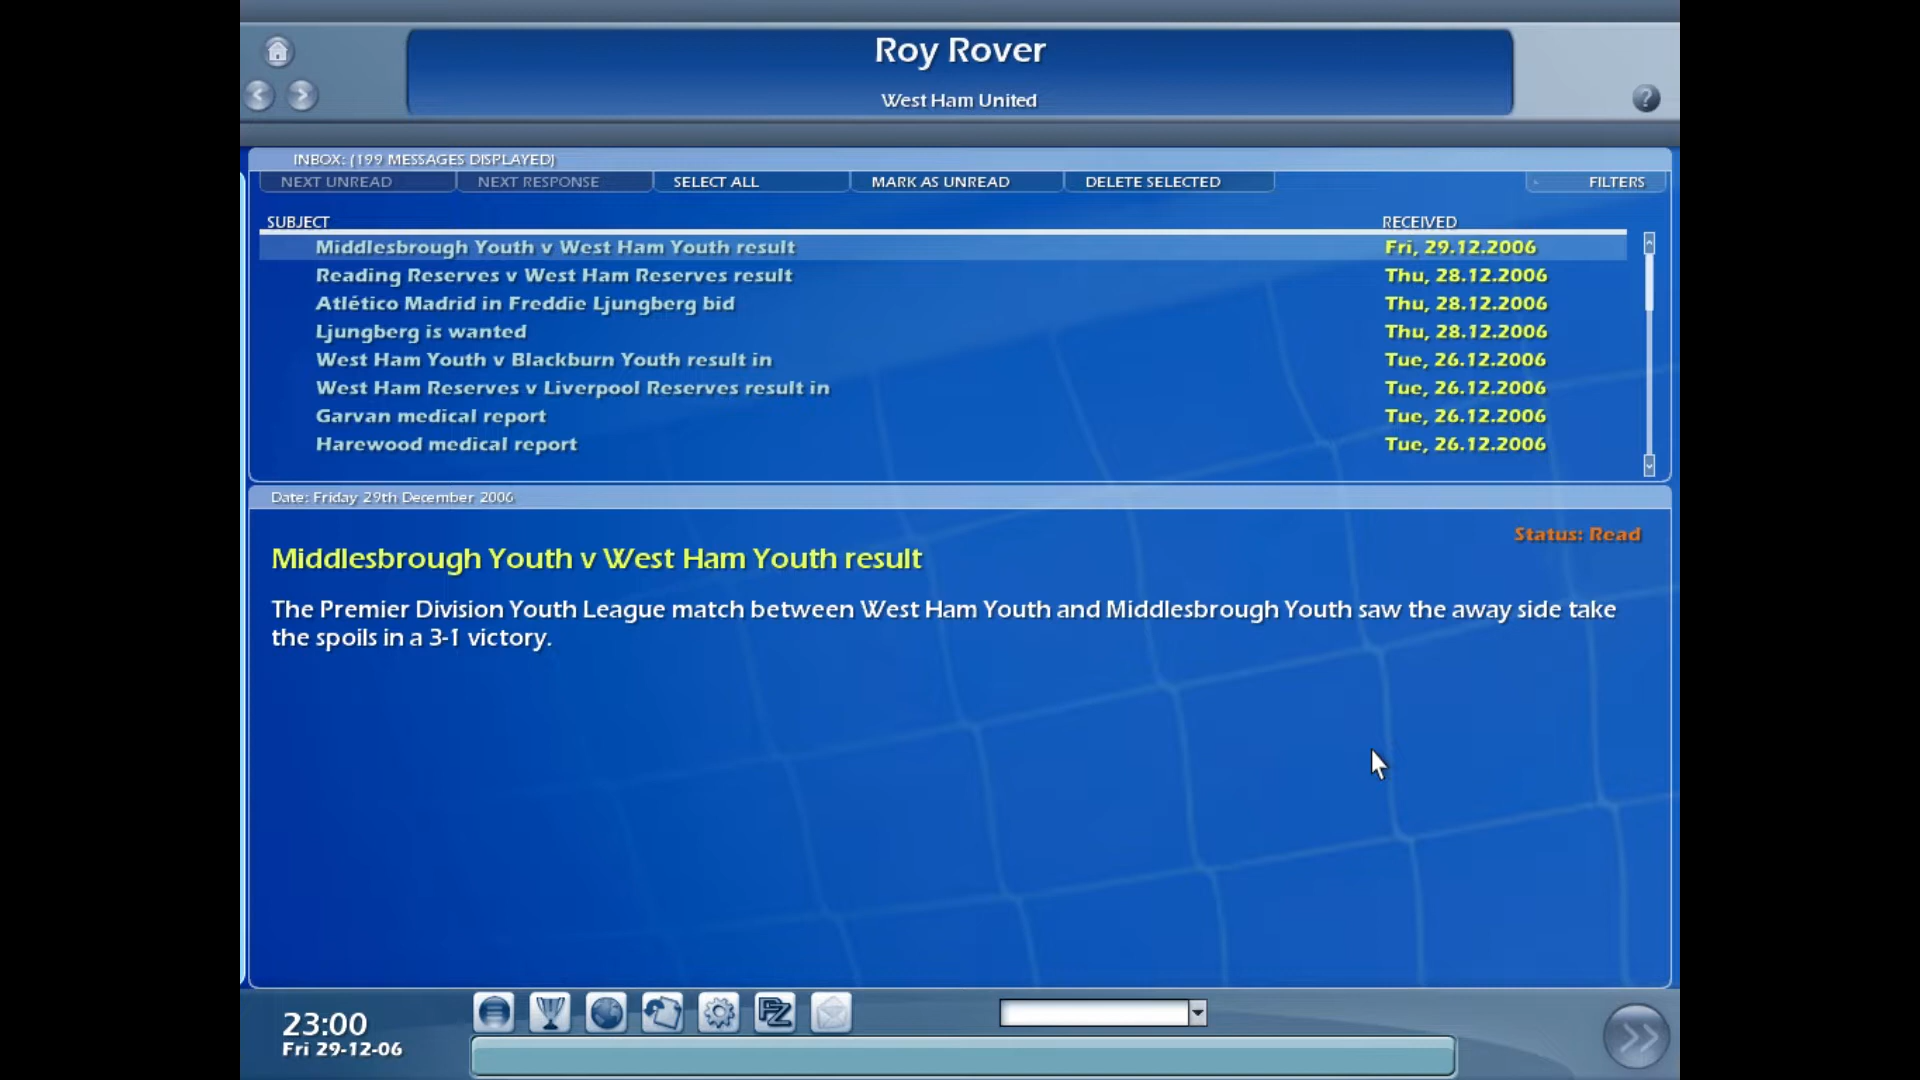 Roy Rover
West Ham United
?
INBOX: (199 MESSAGES DISPLAYED)
NEXT UNREAD NEXT RESPONSE SELECT ALL MARK AS UNREAD DELETE SELECTED FILTERS
SUBJECT RECEIVED
Middlesbrough Youth v West Ham Youth result Fri, 29.12.2006
Reading Reserves v West Ham Reserves result Thu, 28.12.2006
Atlético Madrid in Freddie Ljungberg bid Thu, 28.12.2006
Ljungberg is wanted Thu, 28.12.2006
West Ham Youth v Blackburn Youth result in Tue, 26.12.2006
West Ham Reserves v Liverpool Reserves result in Tue, 26.12.2006
Garvan medical report Tue, 26.12.2006
Harewood medical report Tue, 26.12.2006
Date: Friday 29th December 2006
Status: Read
Middlesbrough Youth v West Ham Youth result
The Premier Division Youth League match between West Ham Youth and Middlesbrough Youth saw the away side take
the spoils in a 3-1 victory.
23:00
Fri 29-12-06
FZ